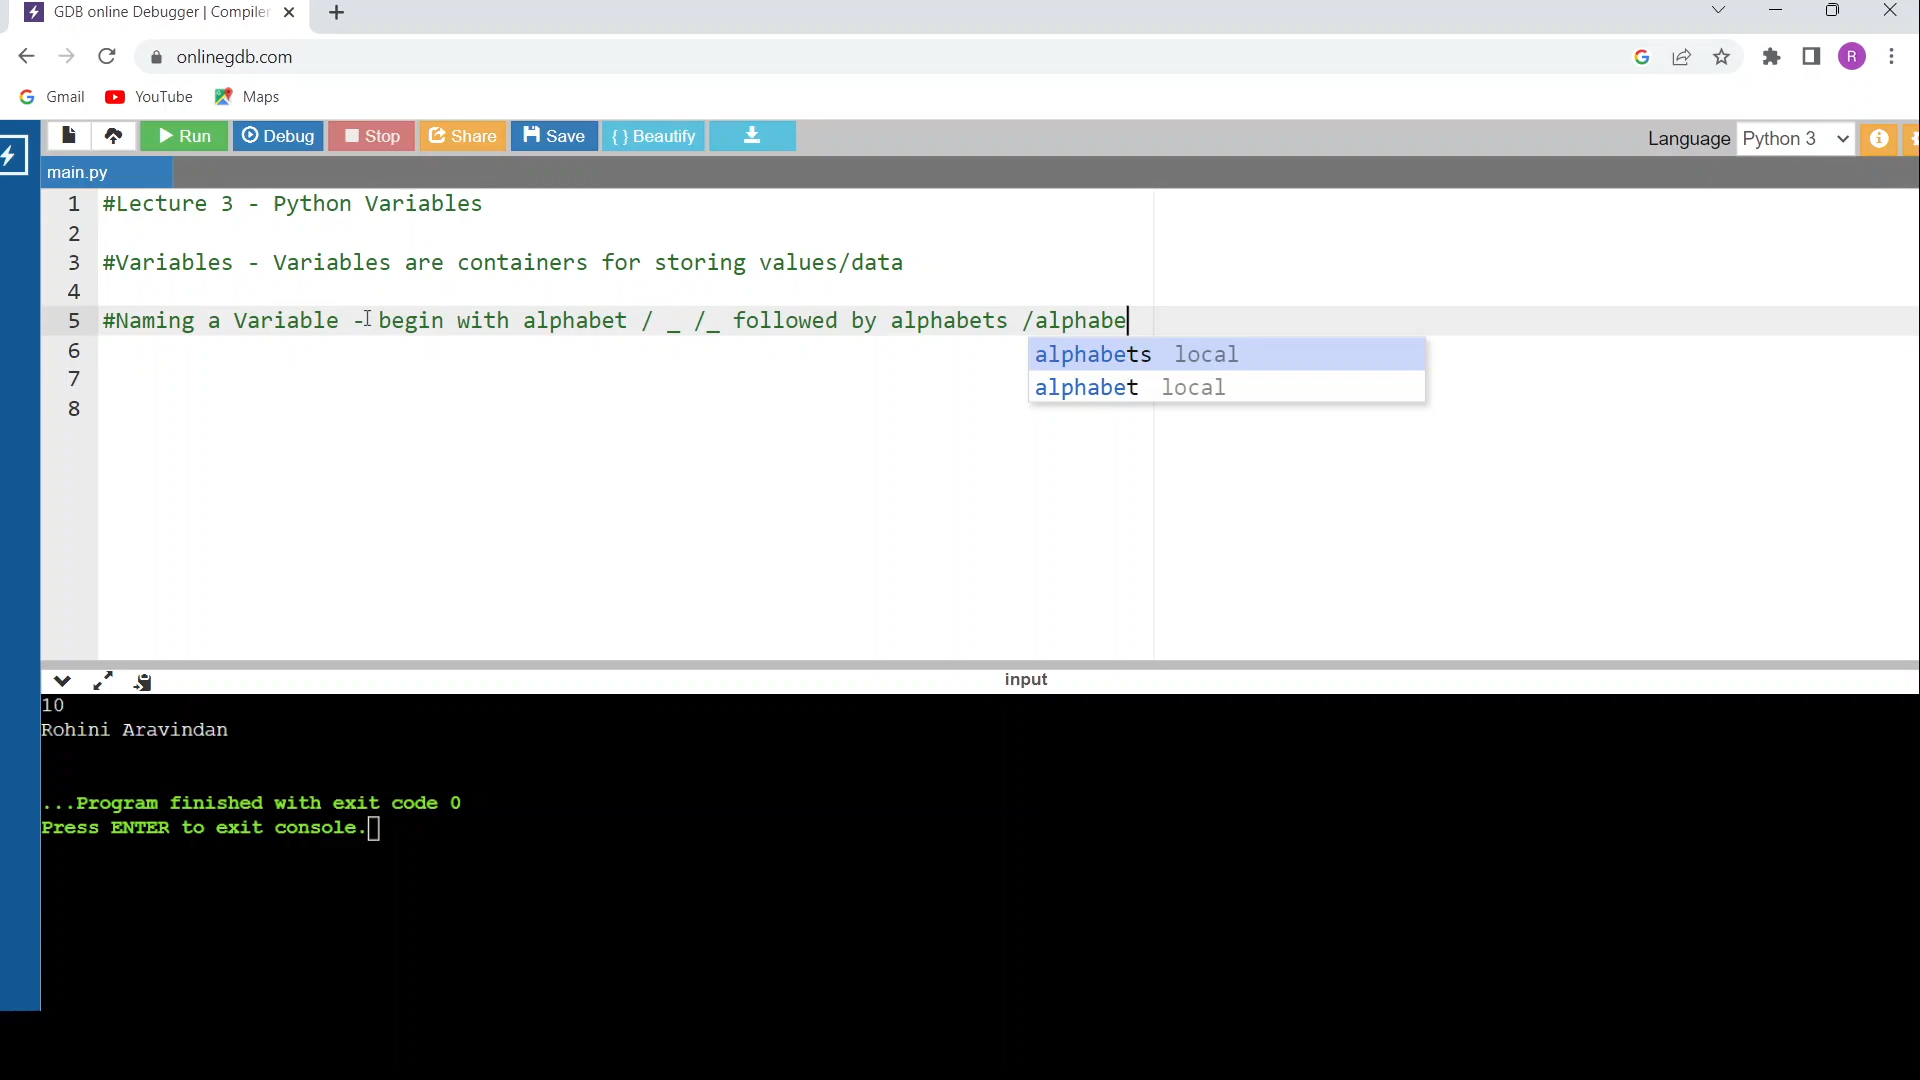 GDB online Debugger | Compiler
onlinegdb.com
R
Gmail YouTube Maps
Run Debug Stop Share Save { } Beautify Language Python 3
main.py
1 #Lecture 3 - Python Variables
2
3 #Variables - Variables are containers for storing values/data
4
5 #Naming a Variable - begin with alphabet / _ /_ followed by alphabets /alphabe
alphabets local
6
alphabet local
7
8
input
10
Rohini Aravindan
...Program finished with exit code 0
Press ENTER to exit console.